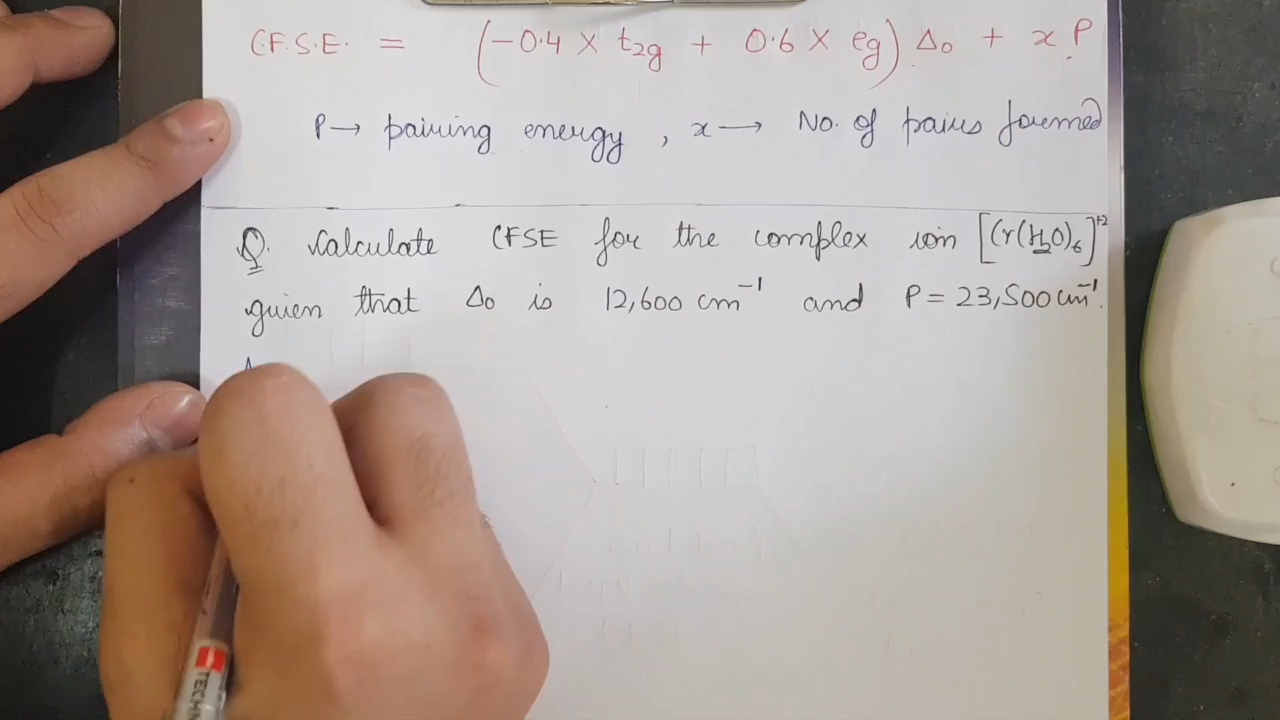 C.F.S.E. = (-0.4 × t₂g + 0.6 × eg) Δ₀ + x P
P → pairing energy, x → No. of pairs formed
Q. Calculate CFSE for the complex ion [Cr(H₂O)₆]⁺²
given that Δ₀ is 12,600 cm⁻¹ and P = 23,500 cm⁻¹.
TECHN